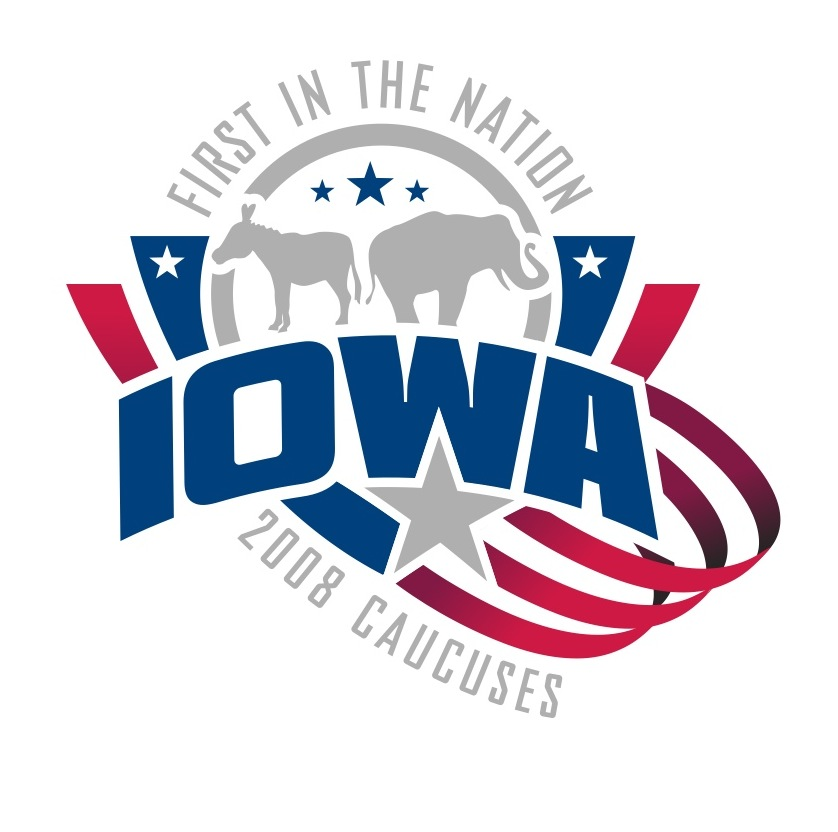 FIRST IN THE NATION
IOWA
2008 CAUCUSES